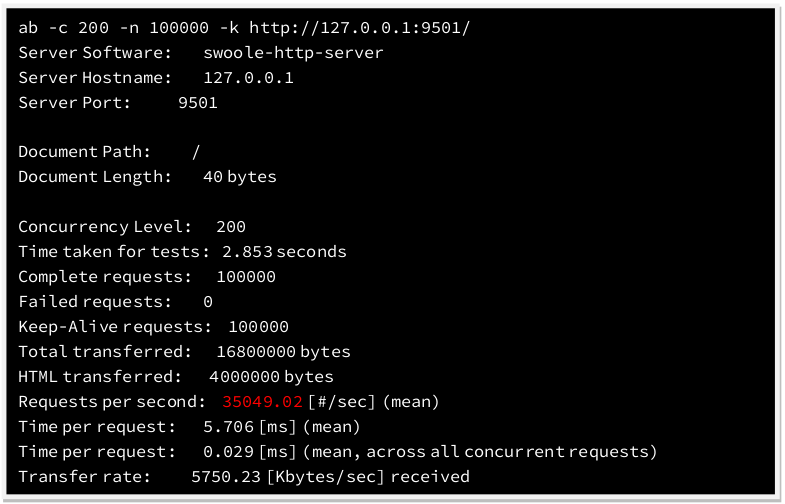 ab -c 200 -n 100000 -k http://127.0.0.1:9501/
Server Software: swoole-http-server
Server Hostname: 127.0.0.1
Server Port: 9501
Document Path: /
Document Length: 40 bytes
Concurrency Level: 200
Time taken for tests: 2.853 seconds
Complete requests: 100000
Failed requests: 0
Keep-Alive requests: 100000
Total transferred: 16800000 bytes
HTML transferred: 4000000 bytes
Requests per second: 35049.02 [#/sec] (mean)
Time per request: 5.706 [ms] (mean)
Time per request: 0.029 [ms] (mean, across all concurrent requests)
Transfer rate: 5750.23 [Kbytes/sec] received